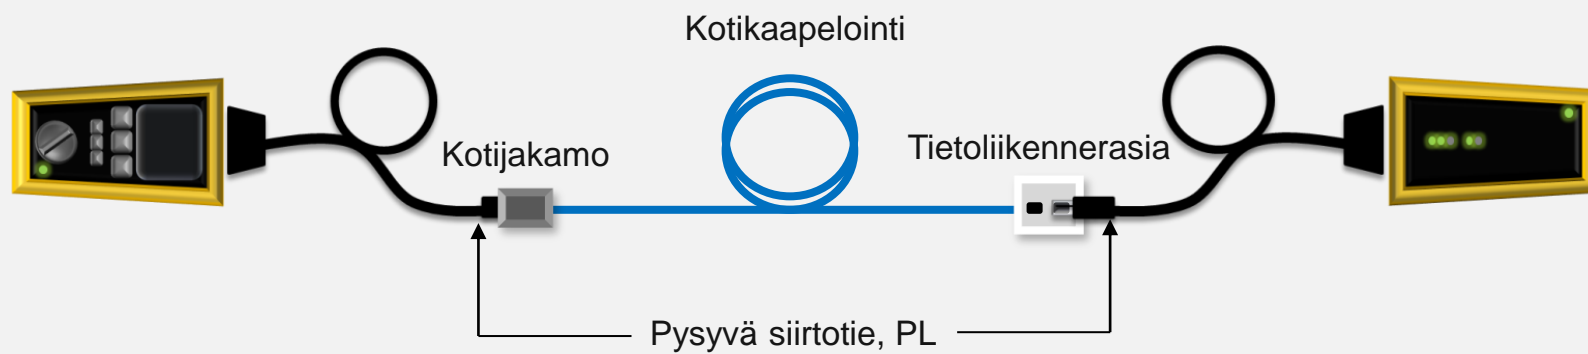 Kotikaapelointi
Kotijakamo
Tietoliikennerasia
Pysyvä siirtotie, PL